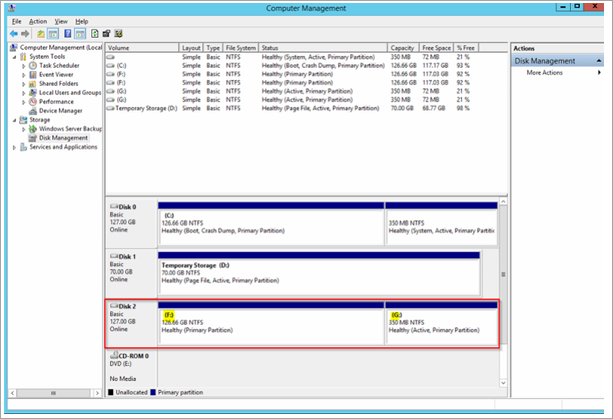 Computer Management
File Action View Help
Computer Management (Local
System Tools
Task Scheduler
Event Viewer
Shared Folders
Local Users and Groups
Performance
Device Manager
Storage
Windows Server Backup
Disk Management
Services and Applications
Volume Layout Type File System Status Capacity Free Space % Free
Simple Basic NTFS Healthy (System, Active, Primary Partition) 350 MB 72 MB 21 %
(C:) Simple Basic NTFS Healthy (Boot, Crash Dump, Primary Partition) 126.66 GB 117.17 GB 93 %
(F:) Simple Basic NTFS Healthy (Primary Partition) 126.66 GB 117.03 GB 92 %
(F:) Simple Basic NTFS Healthy (Primary Partition) 126.66 GB 117.03 GB 92 %
(G:) Simple Basic NTFS Healthy (Active, Primary Partition) 350 MB 72 MB 21 %
(G:) Simple Basic NTFS Healthy (Active, Primary Partition) 350 MB 72 MB 21 %
Temporary Storage (D:) Simple Basic NTFS Healthy (Page File, Active, Primary Partition) 70.00 GB 68.77 GB 98 %
Disk 0
Basic
127.00 GB
Online
(C:)
126.66 GB NTFS
Healthy (Boot, Crash Dump, Primary Partition)
350 MB NTFS
Healthy (System, Active, Primary Partiti
Disk 1
Basic
70.00 GB
Online
Temporary Storage (D:)
70.00 GB NTFS
Healthy (Page File, Active, Primary Partition)
Disk 2
Basic
127.00 GB
Online
(F:)
126.66 GB NTFS
Healthy (Primary Partition)
(G:)
350 MB NTFS
Healthy (Active, Primary Partition)
CD-ROM 0
DVD (E:)
No Media
Unallocated Primary partition
Actions
Disk Management
More Actions